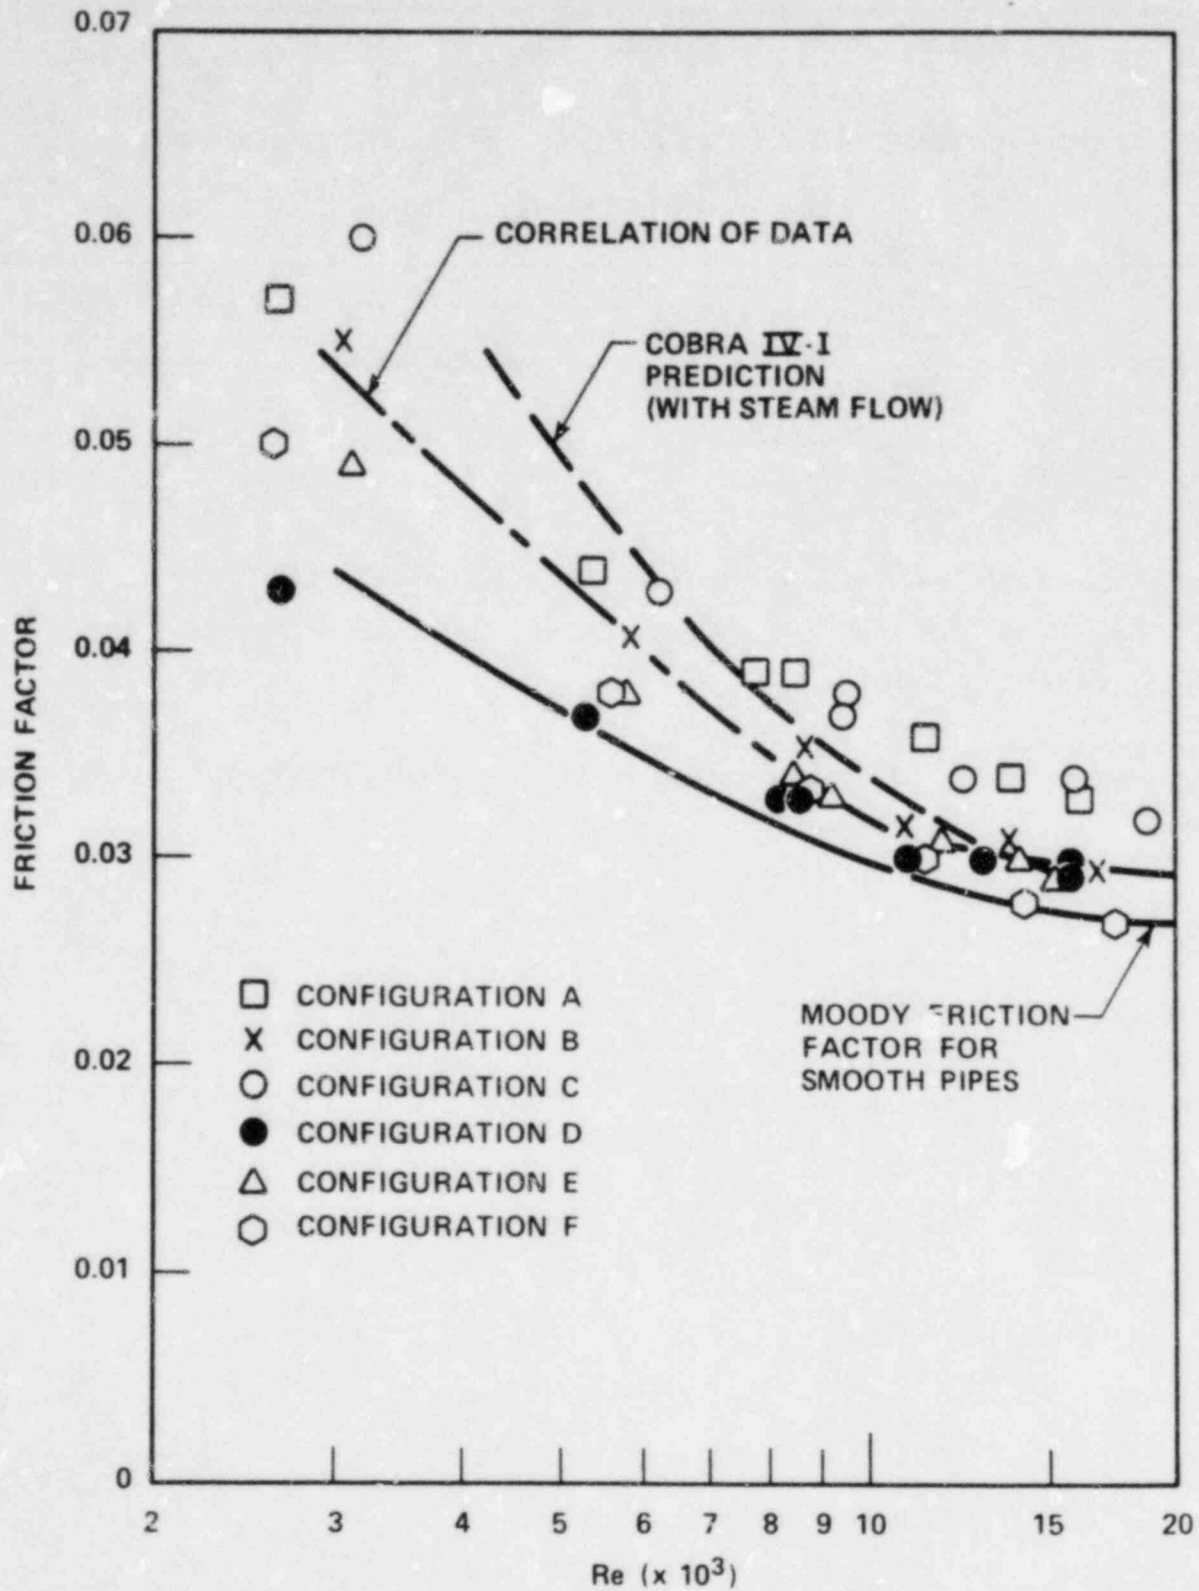 0.07
0.06
0.05
0.04
0.03
0.02
0.01
0
FRICTION FACTOR
CORRELATION OF DATA
COBRA IV·I
PREDICTION
(WITH STEAM FLOW)
MOODY FRICTION
FACTOR FOR
SMOOTH PIPES
CONFIGURATION A
CONFIGURATION B
CONFIGURATION C
CONFIGURATION D
CONFIGURATION E
CONFIGURATION F
2 3 4 5 6 7 8 9 10 15 20
Re (x 10³)